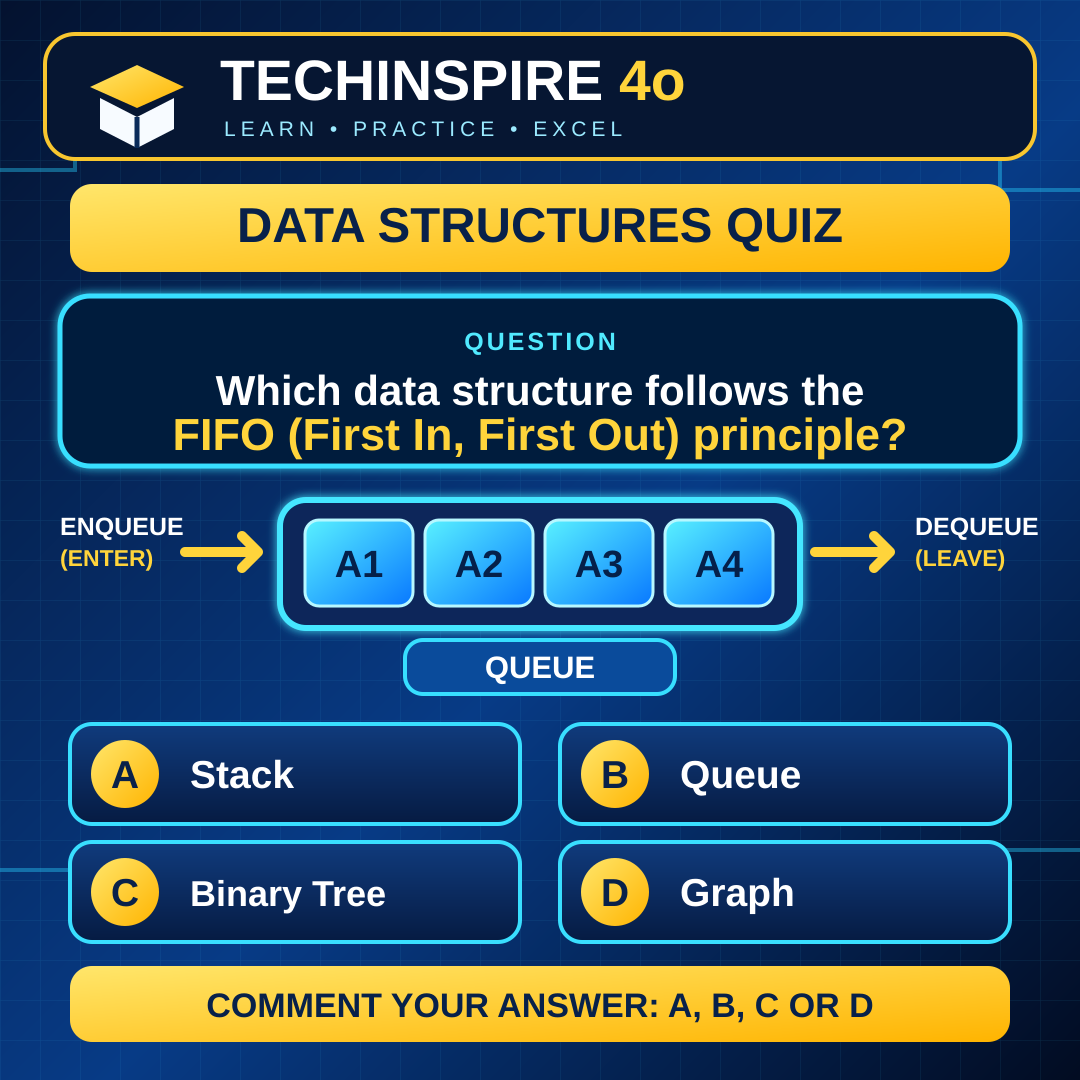 TECHINSPIRE 4o
LEARN • PRACTICE • EXCEL
DATA STRUCTURES QUIZ
QUESTION
Which data structure follows the
FIFO (First In, First Out) principle?
ENQUEUE
(ENTER)
A1 A2 A3 A4
DEQUEUE
(LEAVE)
QUEUE
A Stack
B Queue
C Binary Tree
D Graph
COMMENT YOUR ANSWER: A, B, C OR D